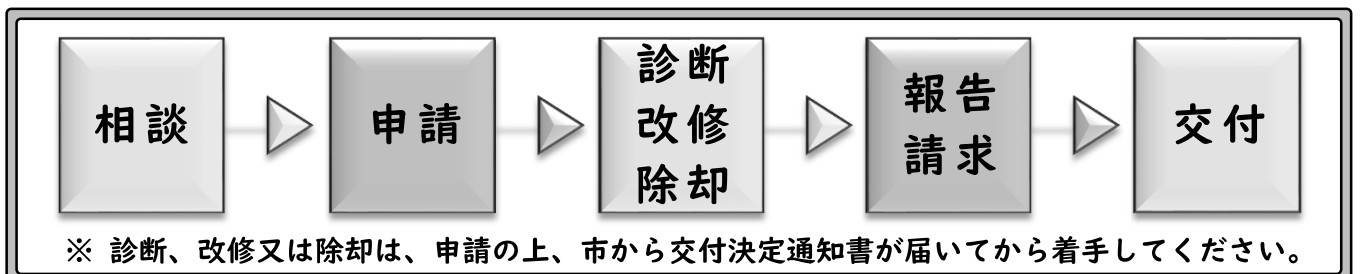 相談
申請
診断
改修
除却
報告
請求
交付
※ 診断、改修又は除却は、申請の上、市から交付決定通知書が届いてから着手してください。